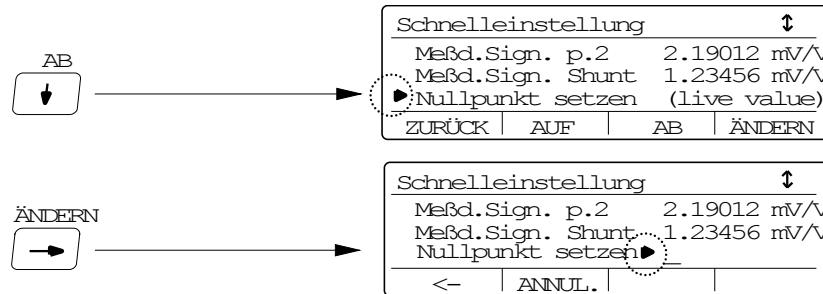 AB
Schnelleinstellung ↕
Meßd.Sign. p.2 2.19012 mV/V
Meßd.Sign. Shunt 1.23456 mV/V
Nullpunkt setzen (live value)
ZURÜCK AUF AB ÄNDERN
ÄNDERN
Schnelleinstellung ↕
Meßd.Sign. p.2 2.19012 mV/V
Meßd.Sign. Shunt 1.23456 mV/V
Nullpunkt setzen _
<- ANNUL.